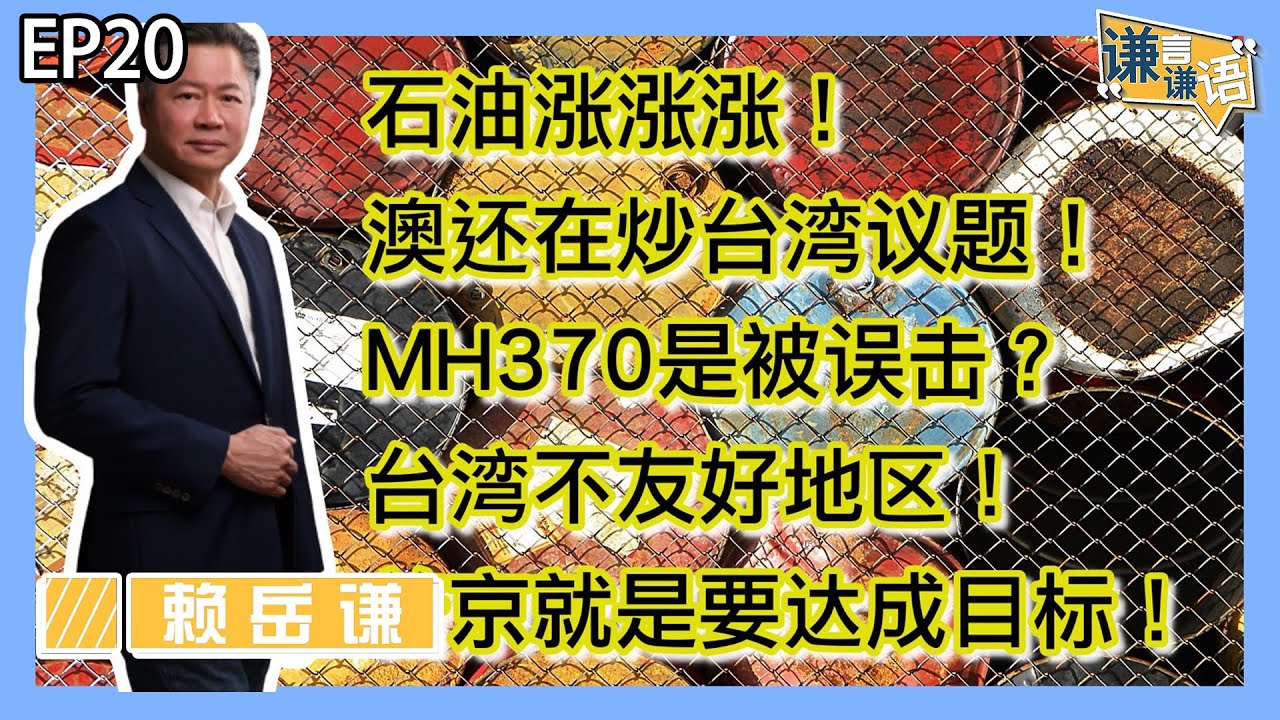 EP20
谦言谦语
石油涨涨涨！
澳还在炒台湾议题！
MH370是被误击？
台湾不友好地区！
京就是要达成目标！
赖岳谦